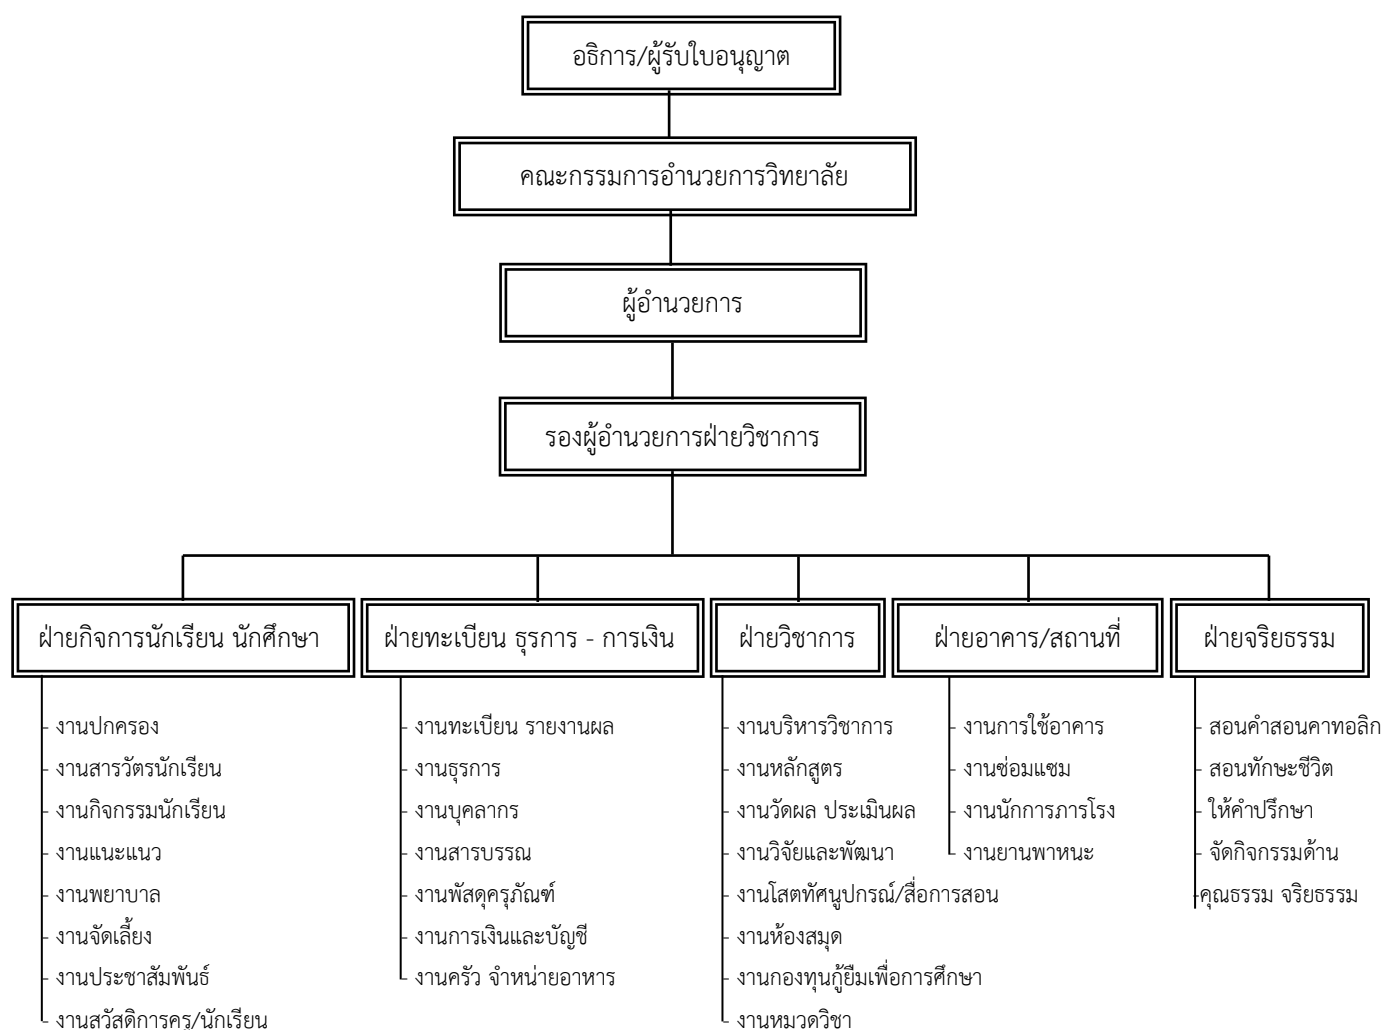 อธิการ/ผู้รับใบอนุญาต
คณะกรรมการอำนวยการวิทยาลัย
ผู้อำนวยการ
รองผู้อำนวยการฝ่ายวิชาการ
ฝ่ายกิจการนักเรียน นักศึกษา
- งานปกครอง
- งานสารวัตรนักเรียน
- งานกิจกรรมนักเรียน
- งานแนะแนว
- งานพยาบาล
- งานจัดเลี้ยง
- งานประชาสัมพันธ์
- งานสวัสดิการครู/นักเรียน
ฝ่ายทะเบียน ธุรการ - การเงิน
- งานทะเบียน รายงานผล
- งานธุรการ
- งานบุคลากร
- งานสารบรรณ
- งานพัสดุครุภัณฑ์
- งานการเงินและบัญชี
- งานครัว จำหน่ายอาหาร
ฝ่ายวิชาการ
- งานบริหารวิชาการ
- งานหลักสูตร
- งานวัดผล ประเมินผล
- งานวิจัยและพัฒนา
- งานโสตทัศนูปกรณ์/สื่อการสอน
- งานห้องสมุด
- งานกองทุนกู้ยืมเพื่อการศึกษา
- งานหมวดวิชา
ฝ่ายอาคาร/สถานที่
- งานการใช้อาคาร
- งานซ่อมแซม
- งานนักการภารโรง
- งานยานพาหนะ
ฝ่ายจริยธรรม
- สอนคำสอนคาทอลิก
- สอนทักษะชีวิต
- ให้คำปรึกษา
- จัดกิจกรรมด้าน
-คุณธรรม จริยธรรม